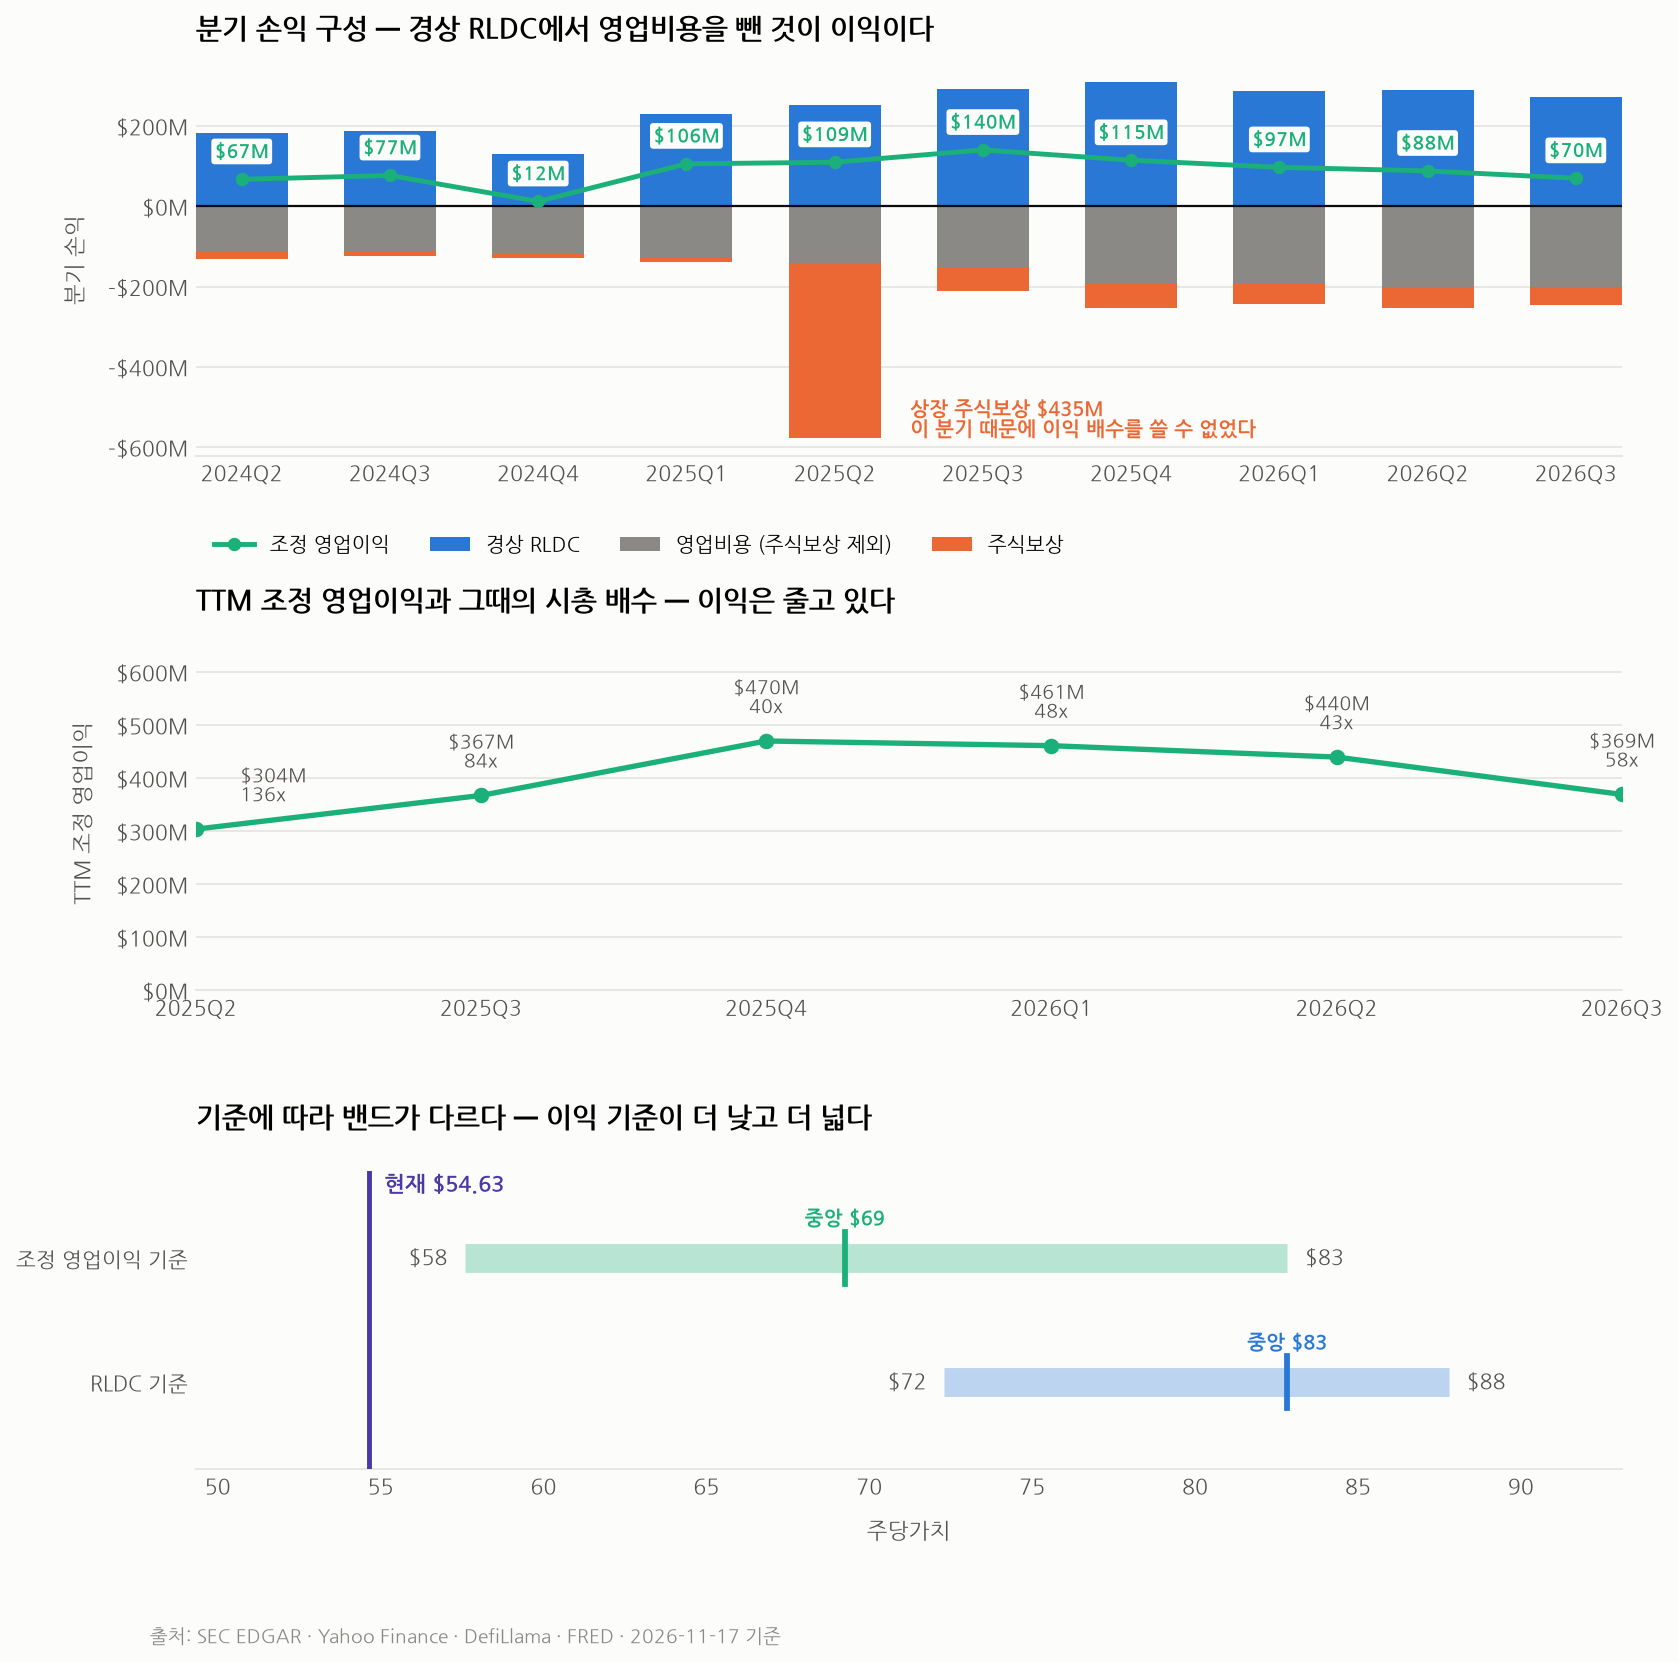 분기 손익 구성 — 경상 RLDC에서 영업비용을 뺀 것이 이익이다
분기 손익
$200M
$0M
-$200M
-$400M
-$600M
$67M
$77M
$12M
$106M
$109M
$140M
$115M
$97M
$88M
$70M
상장 주식보상 $435M
이 분기 때문에 이익 배수를 쓸 수 없었다
2024Q2 2024Q3 2024Q4 2025Q1 2025Q2 2025Q3 2025Q4 2026Q1 2026Q2 2026Q3
조정 영업이익 경상 RLDC 영업비용 (주식보상 제외) 주식보상
TTM 조정 영업이익과 그때의 시총 배수 — 이익은 줄고 있다
TTM 조정 영업이익
$600M
$500M
$400M
$300M
$200M
$100M
$0M
$304M
136x
$367M
84x
$470M
40x
$461M
48x
$440M
43x
$369M
58x
2025Q2 2025Q3 2025Q4 2026Q1 2026Q2 2026Q3
기준에 따라 밴드가 다르다 — 이익 기준이 더 낮고 더 넓다
현재 $54.63
중앙 $69
조정 영업이익 기준 $58 $83
중앙 $83
RLDC 기준 $72 $88
50 55 60 65 70 75 80 85 90
주당가치
출처: SEC EDGAR · Yahoo Finance · DefiLlama · FRED · 2026-11-17 기준